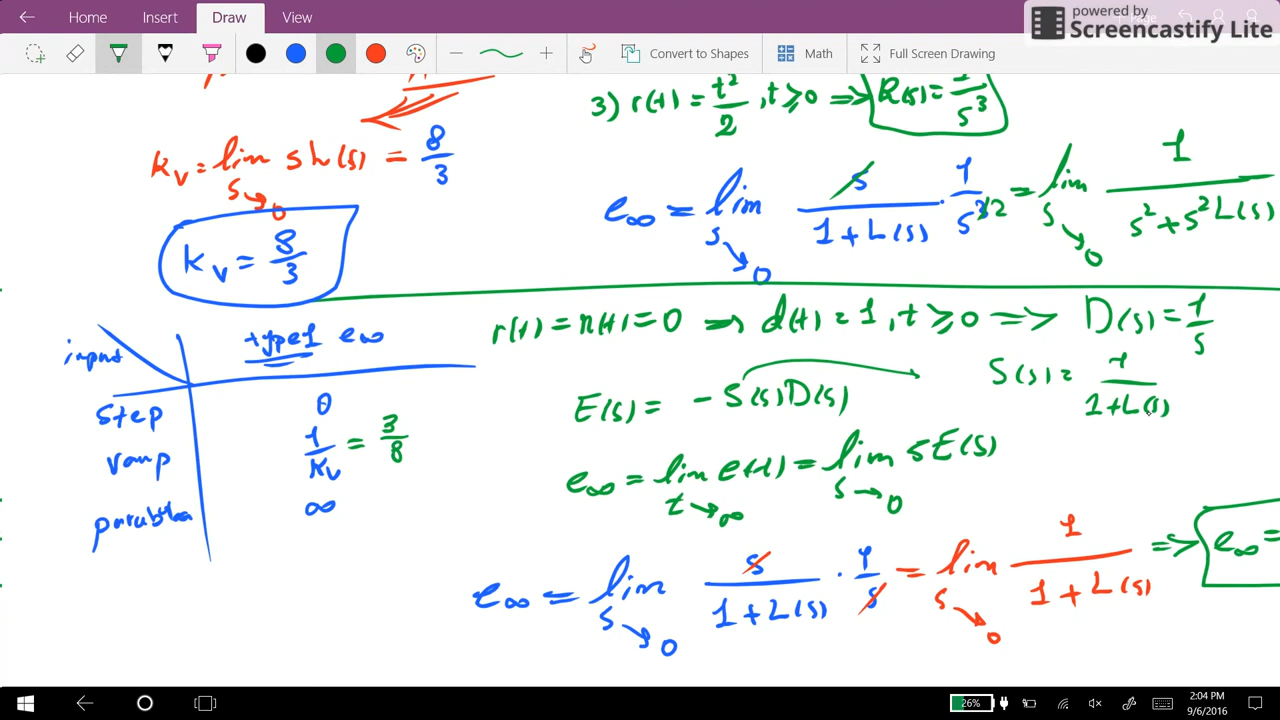 Home Insert Draw View
powered by
Screencastify Lite
Convert to Shapes Math Full Screen Drawing
3) r(t) = t²/2, t ≥ 0 => R(s) = 1/s³
Kv = lim s→0 sL(s) = 8/3
e∞ = lim s→0 s/(1+L(s)) · 1/s³² = lim s→0 1/(s²+s²L(s))
Kv = 8/3
r(t) = n(t) = 0 → d(t) = 1, t ≥ 0 => D(s) = 1/s
input type 1 e∞
step 0
ramp 1/Kv = 3/8
parabola ∞
E(s) = -S(s)D(s) S(s) = 1/(1+L(s))
e∞ = lim t→∞ e(t) = lim s→0 sE(s)
e∞ = lim s→0 s/(1+L(s)) · 1/s = lim s→0 1/(1+L(s)) => e∞ =
26%
2:04 PM
9/6/2016